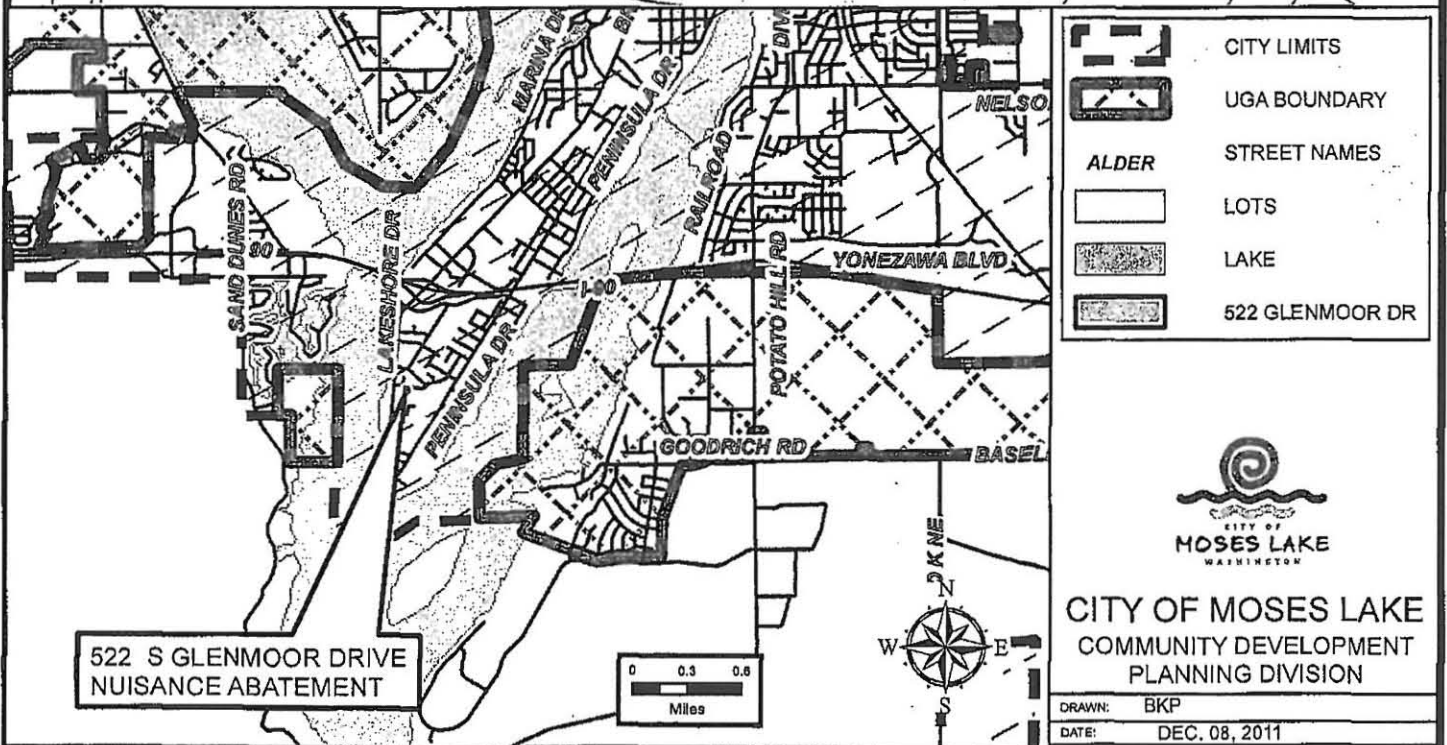 MARINA DR
PENINSULA DR
DIVI
NELSO
RAILROAD
SAND DUNES RD
90
LAKESHORE DR
I-90
POTATO HILL RD
YONEZAWA BLVD
PENINSULA DR
GOODRICH RD
BASEL
D K NE
522 S GLENMOOR DRIVE
NUISANCE ABATEMENT
0 0.3 0.6
Miles
N
W E
S
CITY LIMITS
UGA BOUNDARY
ALDER STREET NAMES
LOTS
LAKE
522 GLENMOOR DR
CITY OF
MOSES LAKE
WASHINGTON
CITY OF MOSES LAKE
COMMUNITY DEVELOPMENT
PLANNING DIVISION
DRAWN: BKP
DATE: DEC, 08, 2011